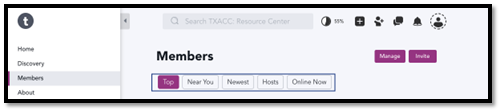 t
Search TXACC: Resource Center
55%
Home
Discovery
Members
About
Members
Manage
Invite
Top
Near You
Newest
Hosts
Online Now